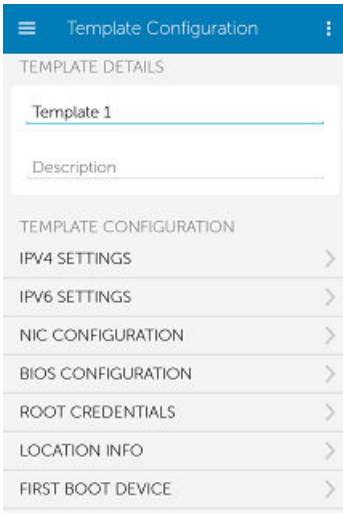 Template Configuration
TEMPLATE DETAILS
Template 1
Description
TEMPLATE CONFIGURATION
IPV4 SETTINGS
IPV6 SETTINGS
NIC CONFIGURATION
BIOS CONFIGURATION
ROOT CREDENTIALS
LOCATION INFO
FIRST BOOT DEVICE